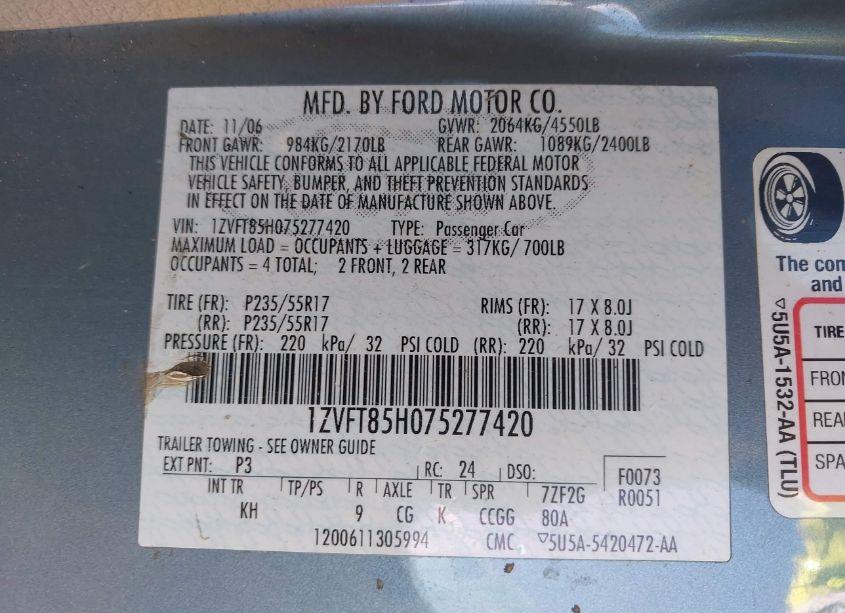 MFD. BY FORD MOTOR CO.
DATE: 11/06 GVWR: 2064KG/4550LB
FRONT GAWR: 984KG/2170LB REAR GAWR: 1089KG/2400LB
THIS VEHICLE CONFORMS TO ALL APPLICABLE FEDERAL MOTOR
VEHICLE SAFETY, BUMPER, AND THEFT PREVENTION STANDARDS
IN EFFECT ON THE DATE OF MANUFACTURE SHOWN ABOVE.
VIN: 1ZVFT85H075277420 TYPE: Passenger Car
MAXIMUM LOAD = OCCUPANTS + LUGGAGE = 317KG/ 700LB
OCCUPANTS = 4 TOTAL; 2 FRONT, 2 REAR
TIRE (FR): P235/55R17 RIMS (FR): 17 X 8.0J
(RR): P235/55R17 (RR): 17 X 8.0J
PRESSURE (FR): 220 kPa/ 32 PSI COLD (RR): 220 kPa/ 32 PSI COLD
1ZVFT85H075277420
TRAILER TOWING - SEE OWNER GUIDE
EXT PNT: P3 RC: 24 DSO: F0073
INT TR TP/PS R AXLE TR SPR 7ZF2G R0051
KH 9 CG K CCGG 80A
1200611305994 CMC ▽5U5A-5420472-AA
The com
and
▽5U5A-1532-AA (TLU)
TIRE
FRON
REA
SPA